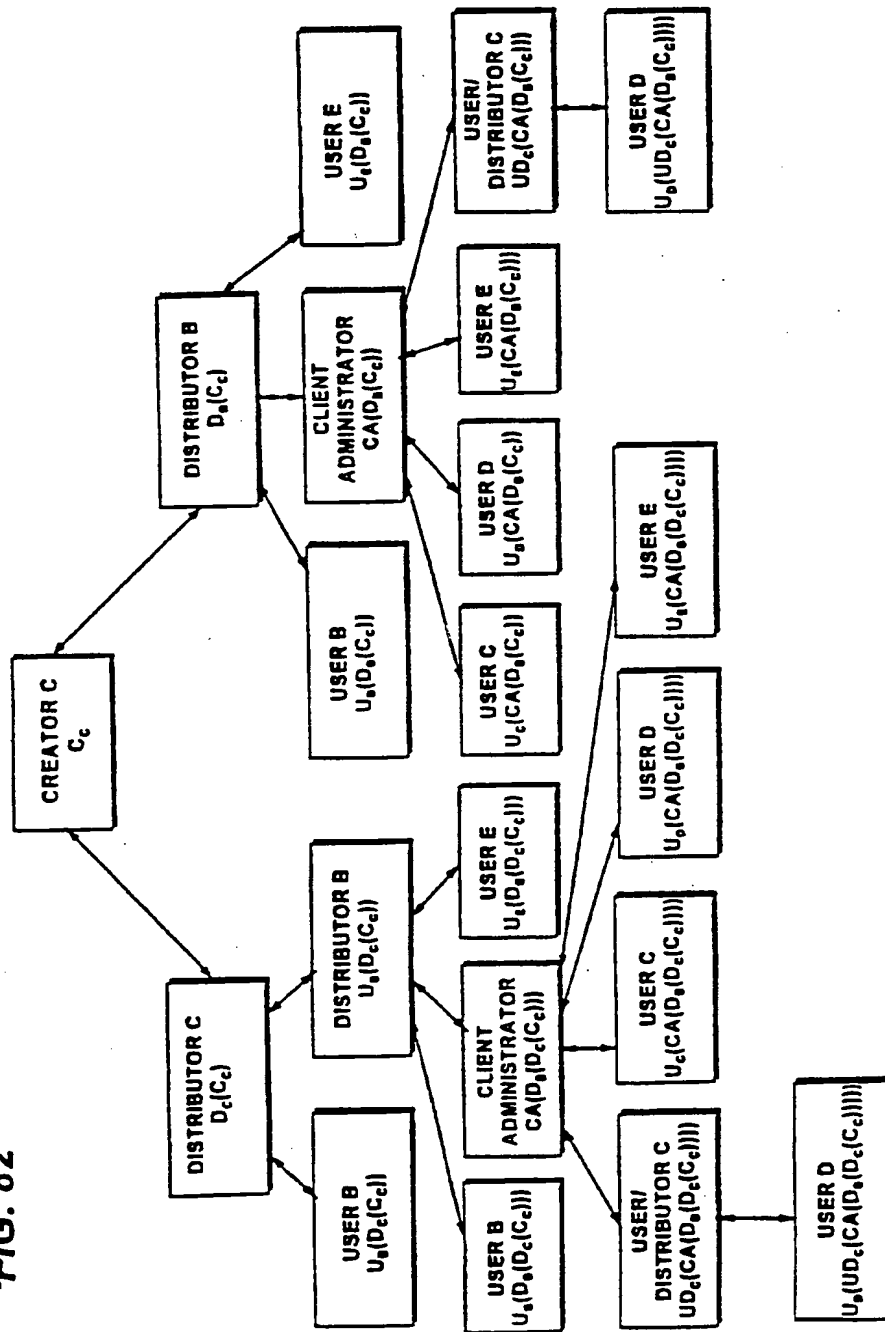 FIG. 82
CREATOR C
C_C
DISTRIBUTOR C
D_C(C_C)
DISTRIBUTOR B
D_B(C_C)
USER B
U_B(D_C(C_C))
DISTRIBUTOR B
U_B(D_C(C_C))
USER B
U_B(D_B(C_C))
CLIENT
ADMINISTRATOR
CA(D_B(C_C))
USER E
U_E(D_B(C_C))
USER B
U_B(D_B(D_C(C_C)))
CLIENT
ADMINISTRATOR
CA(D_B(D_C(C_C)))
USER E
U_E(D_B(D_C(C_C)))
USER C
U_C(CA(D_B(C_C))
USER D
U_D(CA(D_B(C_C))
USER E
U_E(CA(D_B(C_C)))
USER/
DISTRIBUTOR C
UD_C(CA(D_B(C_C)))
USER/
DISTRIBUTOR C
UD_C(CA(D_B(D_C(C_C))))
USER C
U_C(CA(D_B(D_C(C_C))))
USER D
U_D(CA(D_B(D_C(C_C))))
USER E
U_E(CA(D_B(D_C(C_C))))
USER D
U_D(UD_C(CA(D_B(C_C))))
USER D
U_D(UD_C(CA(D_B(D_C(C_C)))))